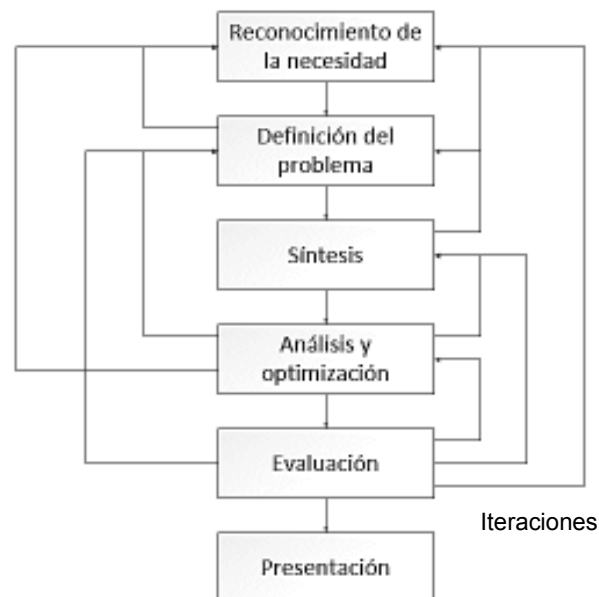 Reconocimiento de
la necesidad
Definición del
problema
Síntesis
Análisis y
optimización
Evaluación
Iteraciones
Presentación